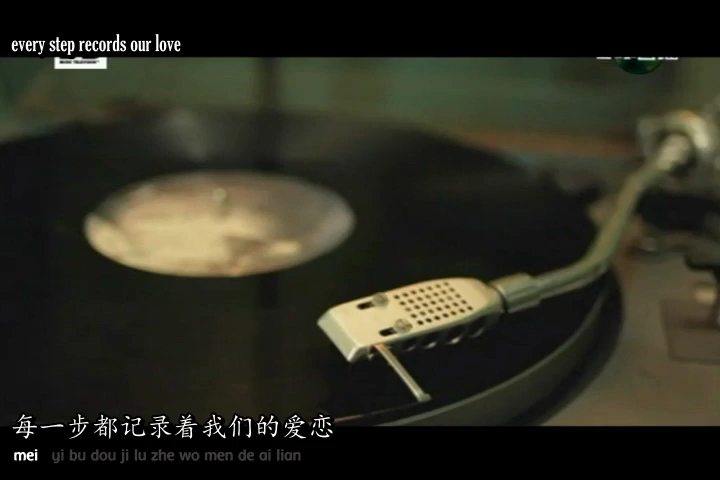 every step records our love
每一步都记录着我们的爱恋
mei yi bu dou ji lu zhe wo men de ai lian